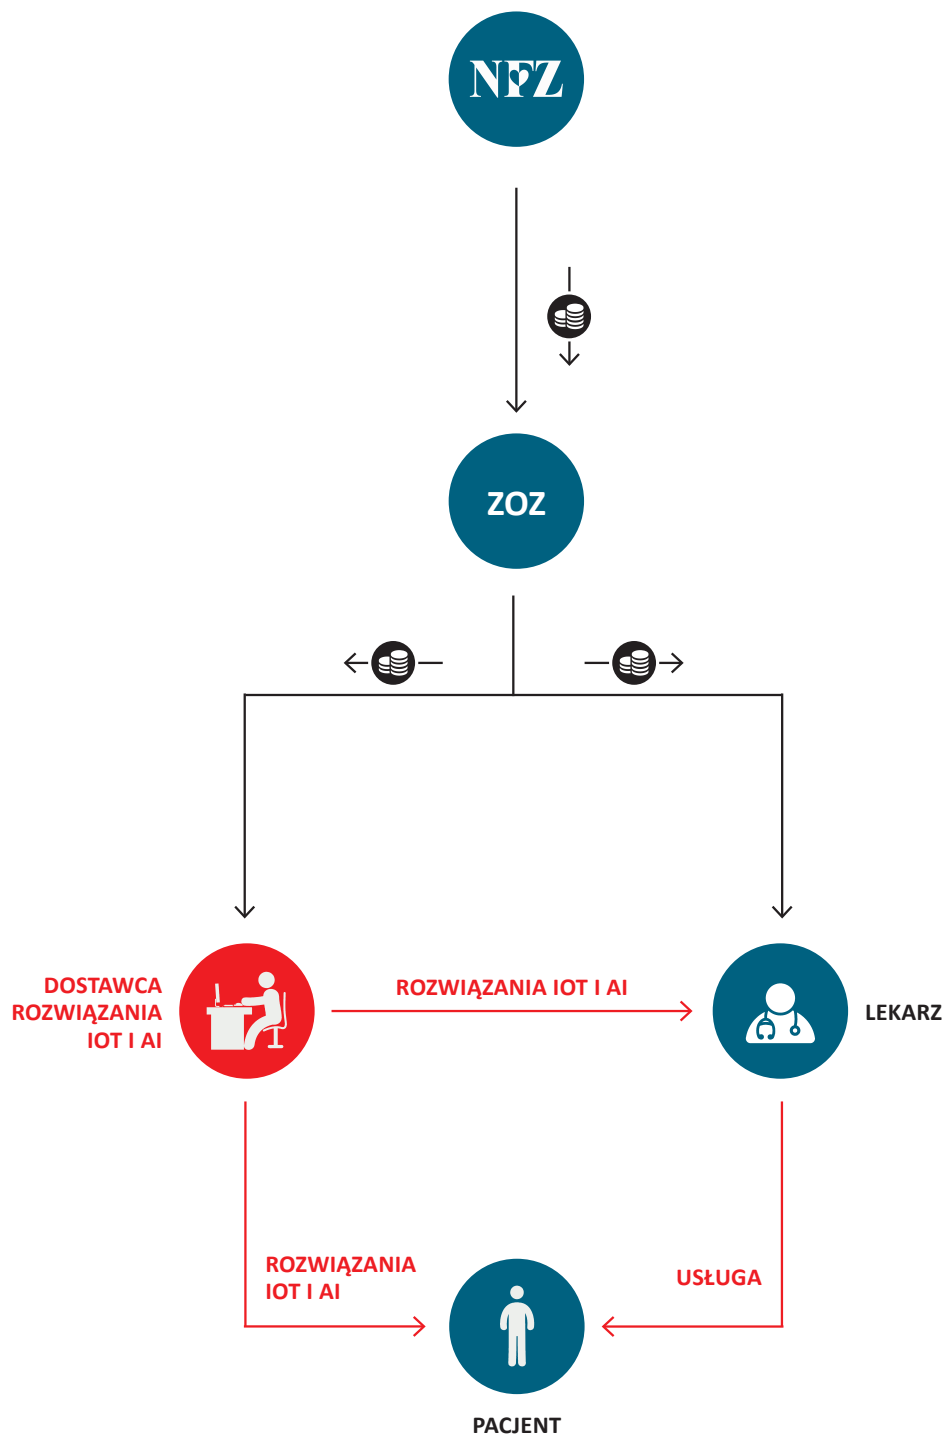 NFZ
ZOZ
DOSTAWCA
ROZWIĄZANIA
IOT I AI
ROZWIĄZANIA IOT I AI
LEKARZ
ROZWIĄZANIA
IOT I AI
USŁUGA
PACJENT